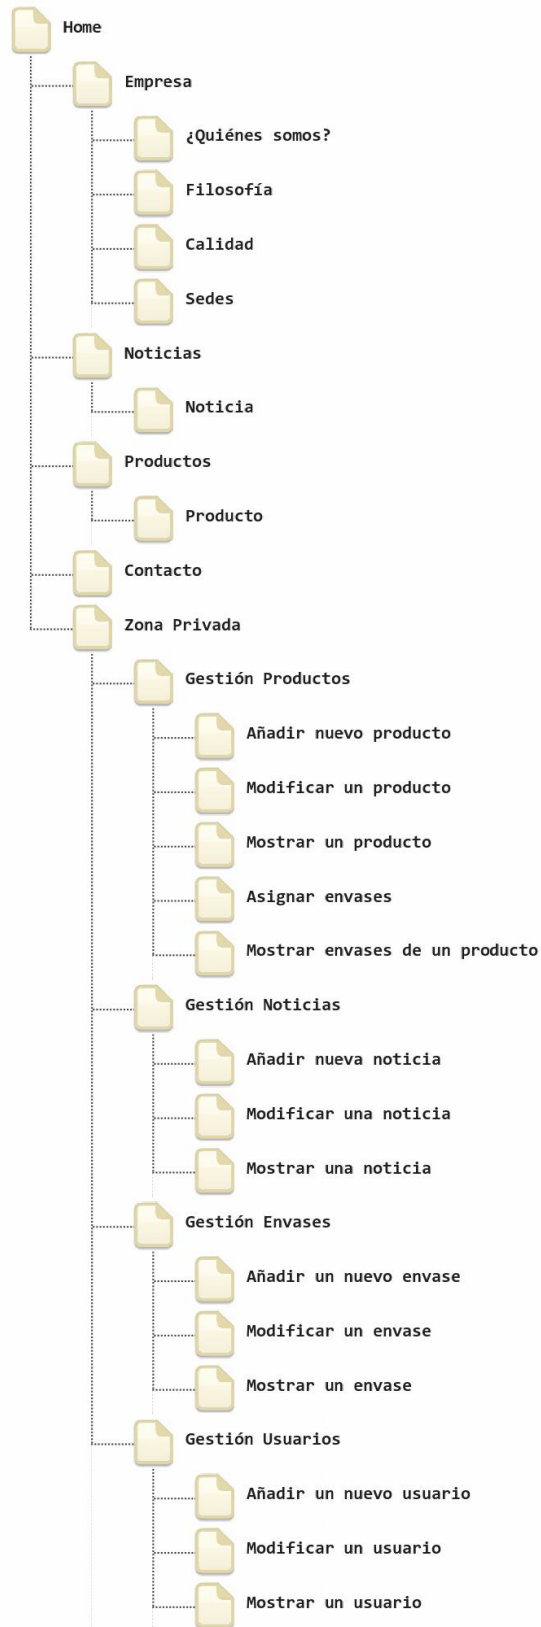 Home
Empresa
¿Quiénes somos?
Filosofía
Calidad
Sedes
Noticias
Noticia
Productos
Producto
Contacto
Zona Privada
Gestión Productos
Añadir nuevo producto
Modificar un producto
Mostrar un producto
Asignar envases
Mostrar envases de un producto
Gestión Noticias
Añadir nueva noticia
Modificar una noticia
Mostrar una noticia
Gestión Envases
Añadir un nuevo envase
Modificar un envase
Mostrar un envase
Gestión Usuarios
Añadir un nuevo usuario
Modificar un usuario
Mostrar un usuario